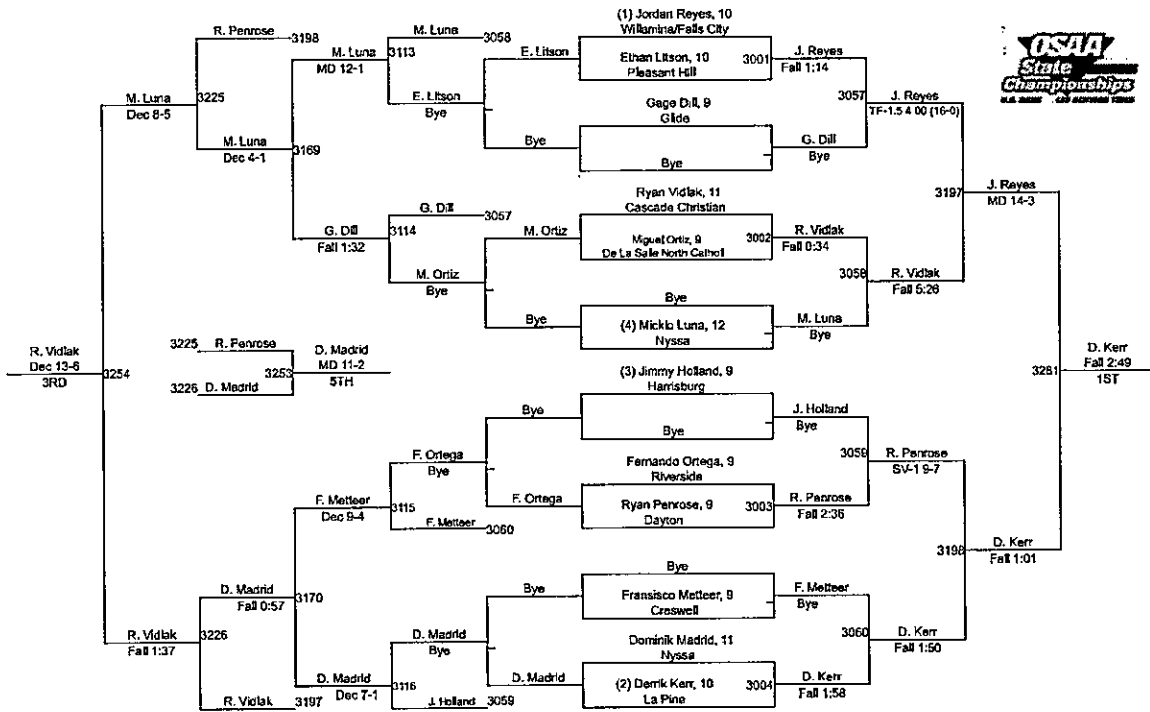 (1) Jordan Reyes, 10
Willamina/Falls City
Ethan Litson, 10
Pleasant Hill
3001
J. Reyes
Fall 1:14
Gage Dill, 9
Glide
Bye
G. Dill
Bye
3057
J. Reyes
TF-1.5 4:00 (16-0)
Ryan Vidlak, 11
Cascade Christian
Miguel Ortiz, 9
De La Salle North Catholi
3002
R. Vidlak
Fall 0:34
Bye
(4) Mickio Luna, 12
Nyssa
M. Luna
Bye
3058
R. Vidlak
Fall 5:26
3197
J. Reyes
MD 14-3
(3) Jimmy Holland, 9
Harrisburg
Bye
J. Holland
Bye
Fernando Ortega, 9
Riverside
Ryan Penrose, 9
Dayton
3003
R. Penrose
Fall 2:36
3059
R. Penrose
SV-1 9-7
Bye
Fransisco Metteer, 9
Creswell
F. Metteer
Bye
Dominik Madrid, 11
Nyssa
(2) Derrik Kerr, 10
La Pine
3004
D. Kerr
Fall 1:58
3060
D. Kerr
Fall 1:50
3198
D. Kerr
Fall 1:01
3281
D. Kerr
Fall 2:49
1ST
E. Litson
Bye
M. Luna
3058
E. Litson
Bye
3113
M. Luna
MD 12-1
M. Ortiz
Bye
G. Dill
3057
M. Ortiz
Bye
3114
G. Dill
Fall 1:32
3169
M. Luna
Dec 4-1
R. Penrose
3198
3225
M. Luna
Dec 8-5
3225
R. Penrose
3226
D. Madrid
3253
D. Madrid
MD 11-2
5TH
Bye
F. Ortega
F. Ortega
Bye
F. Metteer
3060
3115
F. Metteer
Dec 9-4
Bye
D. Madrid
D. Madrid
Bye
J. Holland
3059
3116
D. Madrid
Dec 7-1
3170
D. Madrid
Fall 0:57
R. Vidlak
3197
3226
R. Vidlak
Fall 1:37
3254
R. Vidlak
Dec 13-6
3RD
OSAA
State
Championships